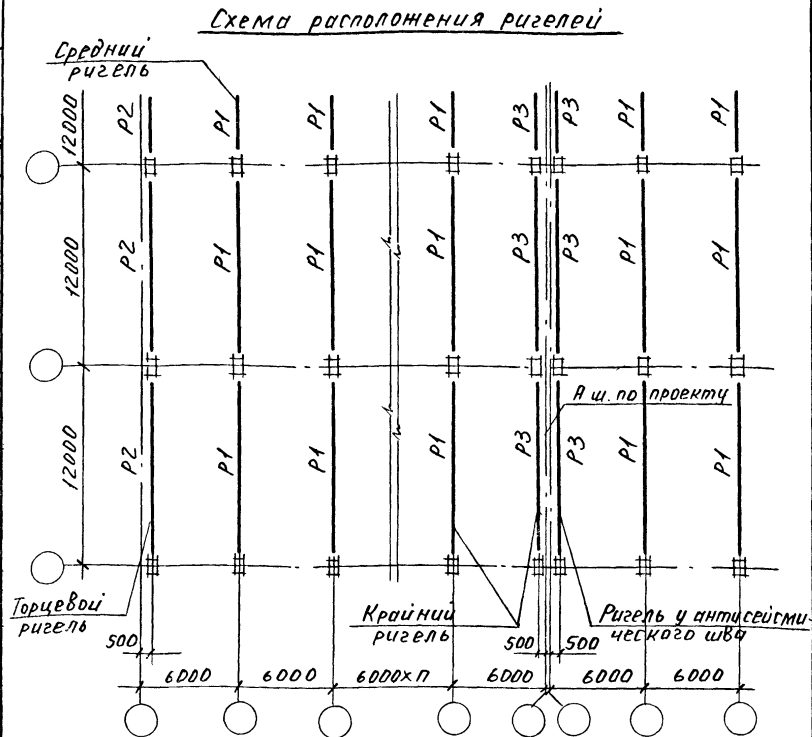 Схема расположения ригелей
Средний
ригель
12000
Р2
Р1
Р1
Р1
Р3
Р3
Р1
Р1
12000
Р2
Р1
Р1
Р1
Р3
Р3
Р1
Р1
А ш. по проекту
12000
Р2
Р1
Р1
Р1
Р3
Р3
Р1
Р1
Торцевой
ригель
Крайний
ригель
Ригель у антисейсми-
ческого шва
500
500
500
6000
6000
6000хп
6000
6000
6000